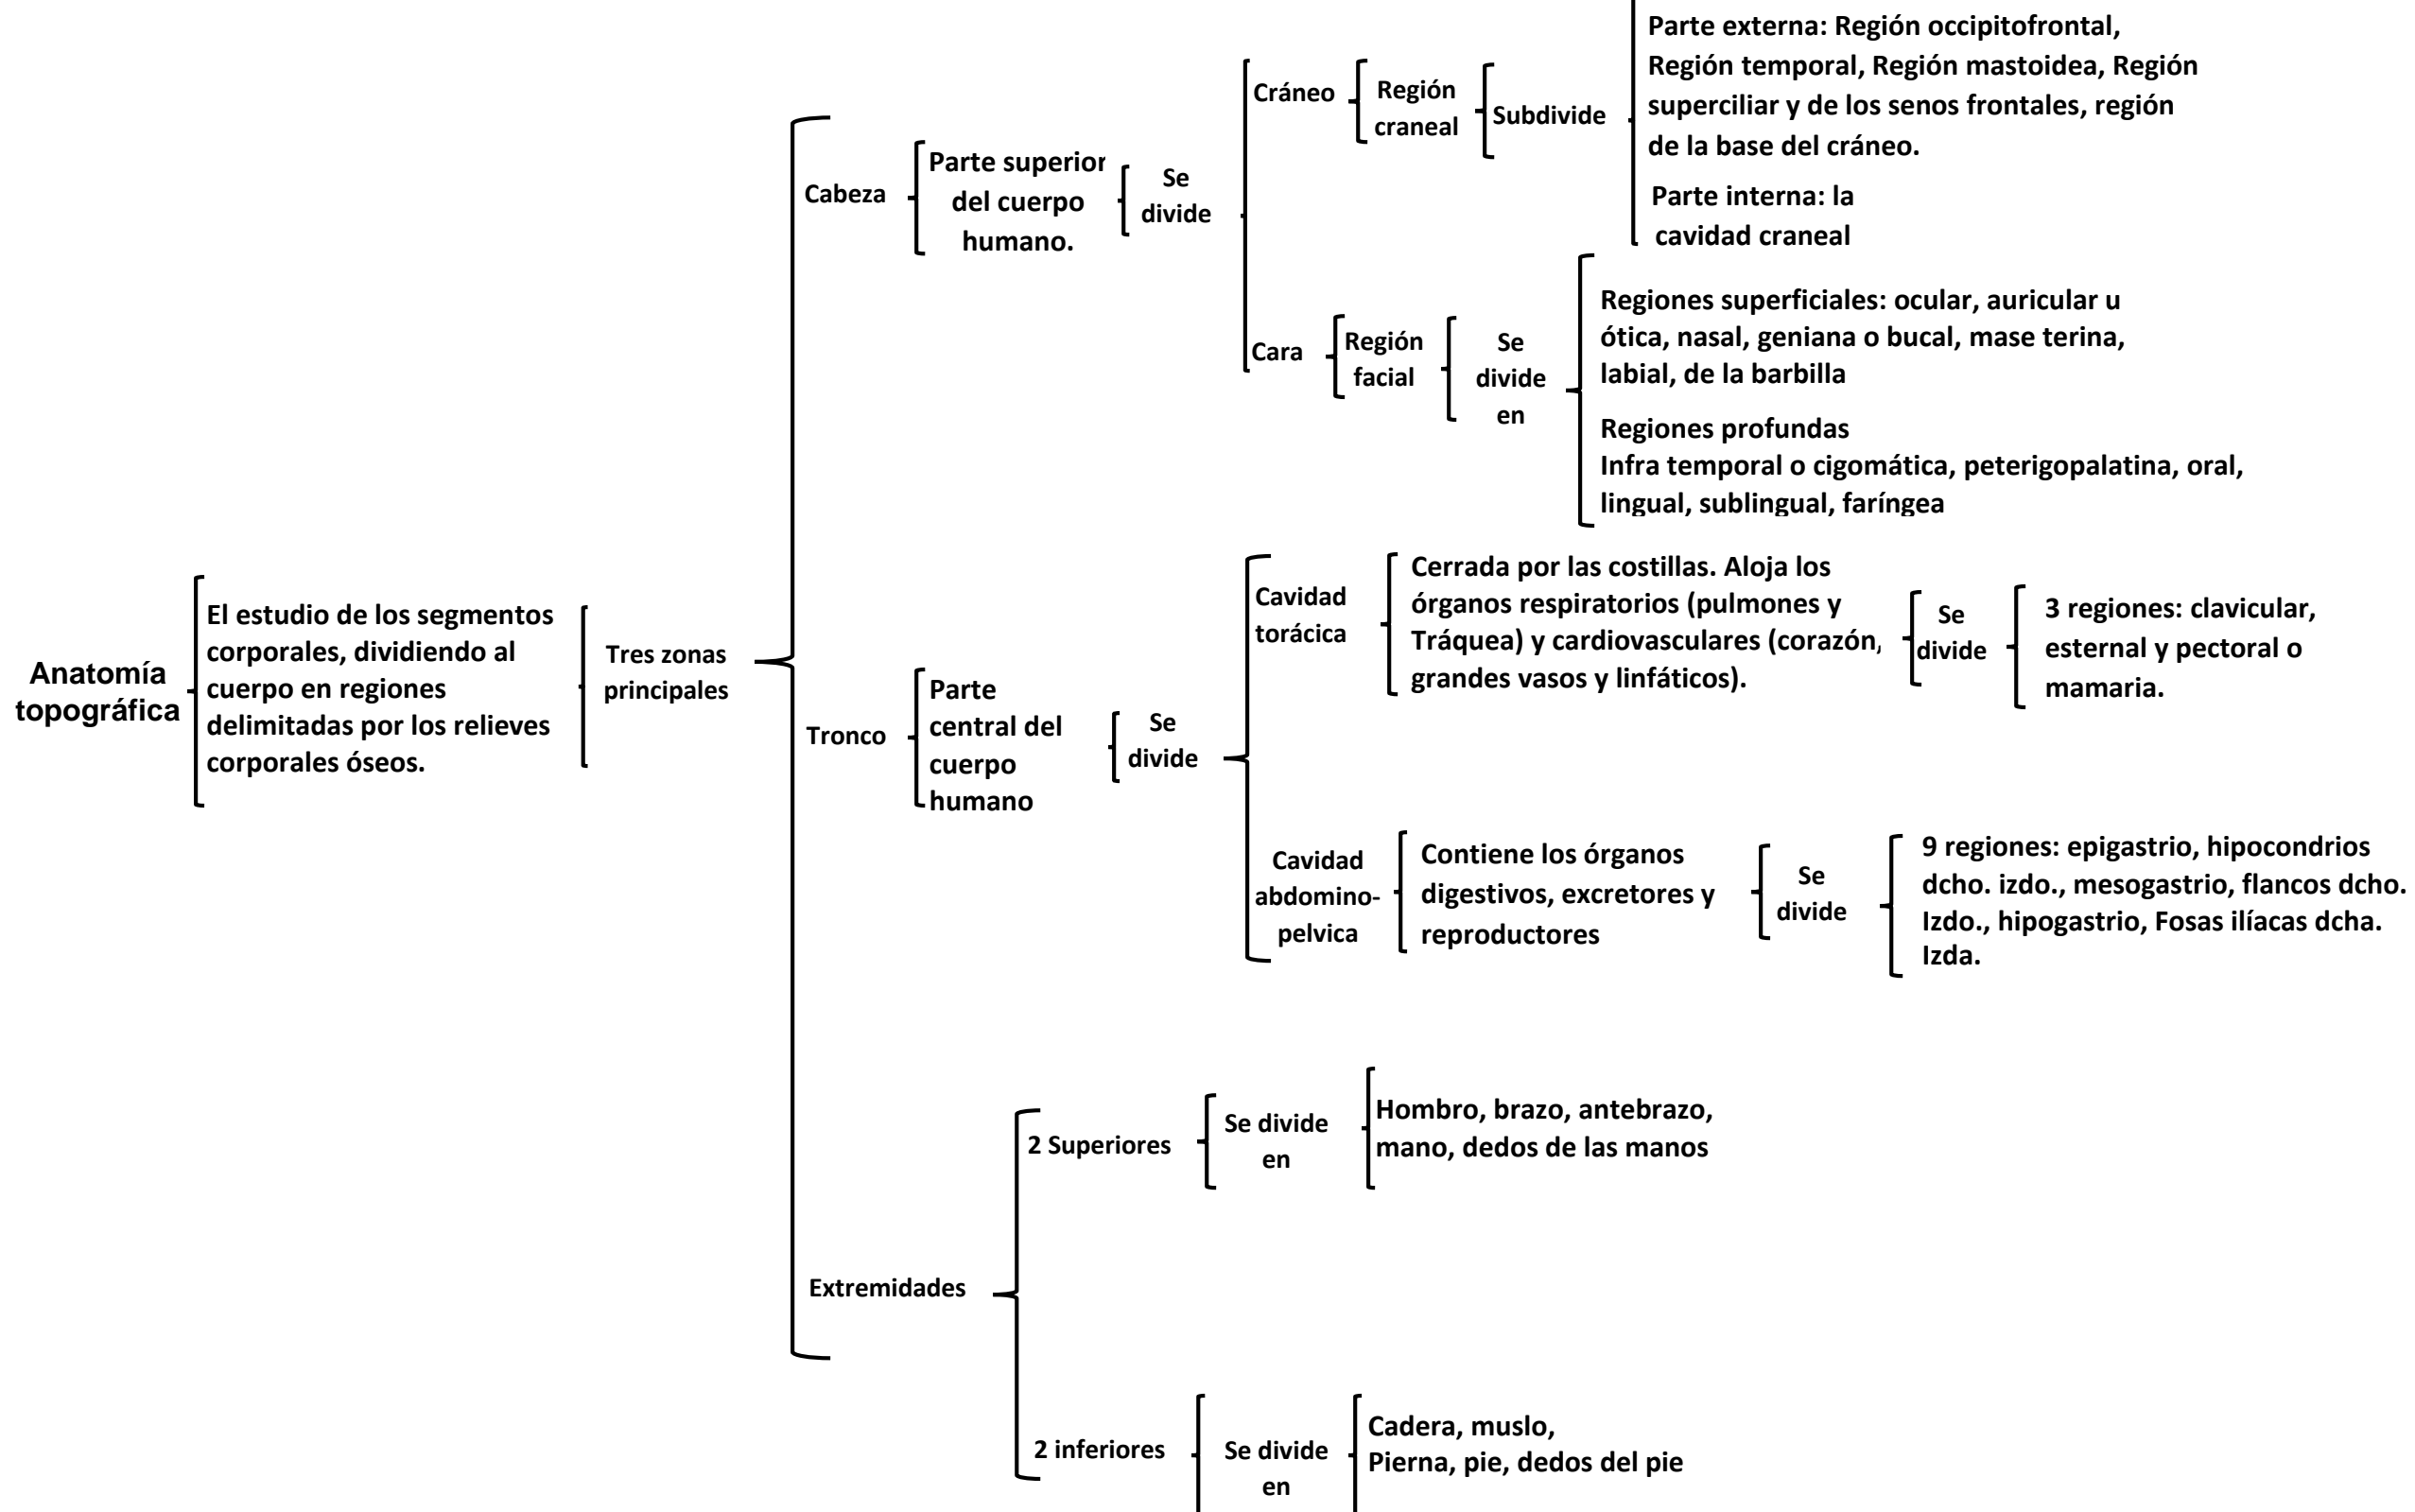 Anatomía
topográfica
El estudio de los segmentos
corporales, dividiendo al
cuerpo en regiones
delimitadas por los relieves
corporales óseos.
Tres zonas
principales
Cabeza
Parte superior
del cuerpo
humano.
Se
divide
Cráneo
Región
craneal
Subdivide
Parte externa: Región occipitofrontal,
Región temporal, Región mastoidea, Región
superciliar y de los senos frontales, región
de la base del cráneo.
Parte interna: la
cavidad craneal
Cara
Región
facial
Se
divide
en
Regiones superficiales: ocular, auricular u
ótica, nasal, geniana o bucal, mase terina,
labial, de la barbilla
Regiones profundas
Infra temporal o cigomática, peterigopalatina, oral,
lingual, sublingual, faríngea
Tronco
Parte
central del
cuerpo
humano
Se
divide
Cavidad
torácica
Cerrada por las costillas. Aloja los
órganos respiratorios (pulmones y
Tráquea) y cardiovasculares (corazón,
grandes vasos y linfáticos).
Se
divide
3 regiones: clavicular,
esternal y pectoral o
mamaria.
Cavidad
abdomino-
pelvica
Contiene los órganos
digestivos, excretores y
reproductores
Se
divide
9 regiones: epigastrio, hipocondrios
dcho. izdo., mesogastrio, flancos dcho.
Izdo., hipogastrio, Fosas ilíacas dcha.
Izda.
Extremidades
2 Superiores
Se divide
en
Hombro, brazo, antebrazo,
mano, dedos de las manos
2 inferiores
Se divide
en
Cadera, muslo,
Pierna, pie, dedos del pie